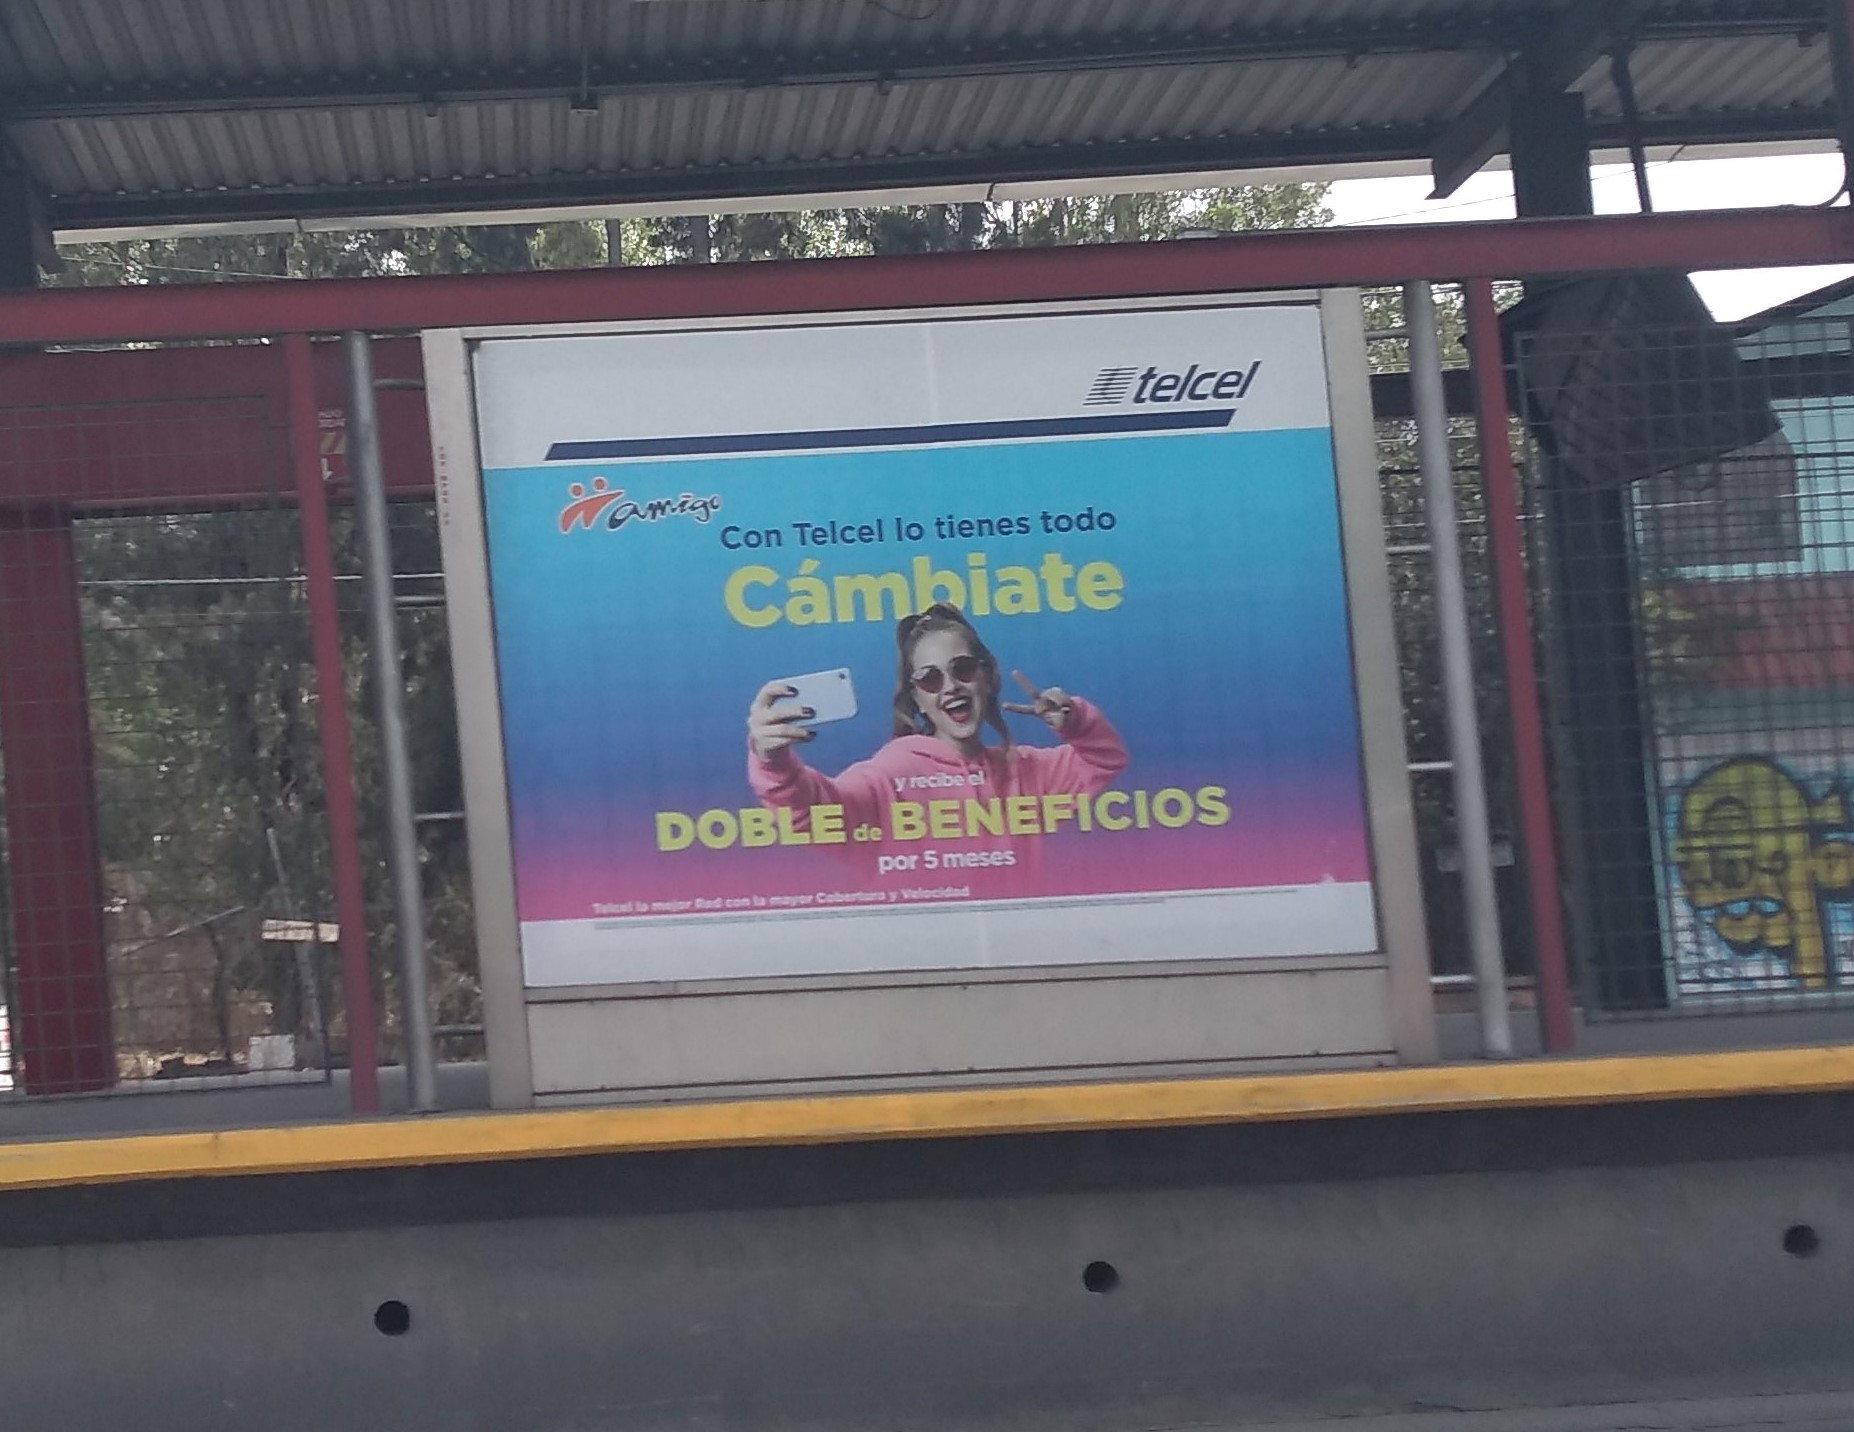 telcel
amigo
Con Telcel lo tienes todo
Cámbiate
y recibe el
DOBLE de BENEFICIOS
por 5 meses
Telcel la mejor Red con la mayor Cobertura y Velocidad